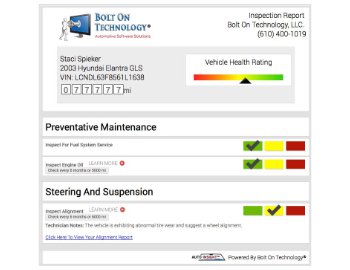 BOLT ON
TECHNOLOGY®
Automotive Software Solutions
Inspection Report
Bolt On Technology, LLC.
(610) 400-1019
Staci Spieker
2003 Hyundai Elantra GLS
VIN: LCNDL63F8561L1638
077777mi
Vehicle Health Rating
Preventative Maintenance
Inspect For Fuel System Service
Inspect Engine Oil LEARN MORE
Check every 6 months or 6000 mi
Steering And Suspension
Inspect Alignment LEARN MORE
Check every 6 months or 6000 mi
Technician Notes: The vehicle is exhibiting abnormal tire wear and suggest a wheel alignment.
Click Here To View Your Alignment Report
Powered By Bolt On Technology®